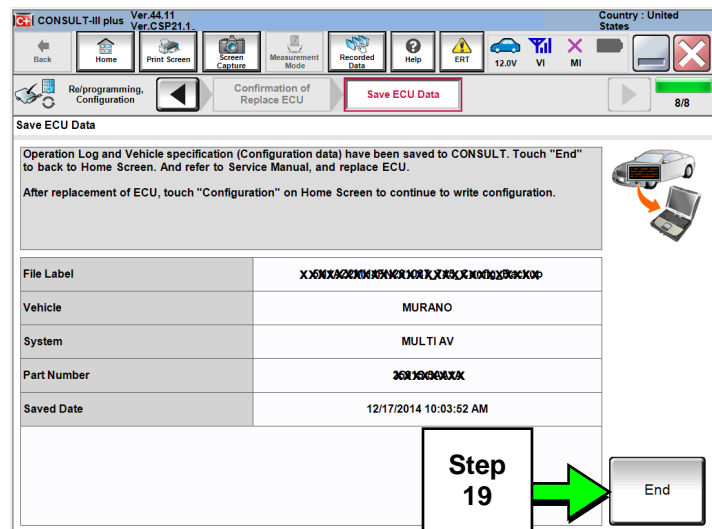 CONSULT-III plus Ver.44.11
Ver.CSP21.1.
Country : United
States
Back
Home
Print Screen
Screen
Capture
Measurement
Mode
Recorded
Data
Help
ERT
12.0V
VI
MI
Re/programming,
Configuration
Confirmation of
Replace ECU
Save ECU Data
8/8
Save ECU Data
Operation Log and Vehicle specification (Configuration data) have been saved to CONSULT. Touch "End"
to back to Home Screen. And refer to Service Manual, and replace ECU.
After replacement of ECU, touch "Configuration" on Home Screen to continue to write configuration.
File Label
Vehicle MURANO
System MULTI AV
Part Number
Saved Date 12/17/2014 10:03:52 AM
Step
19
End